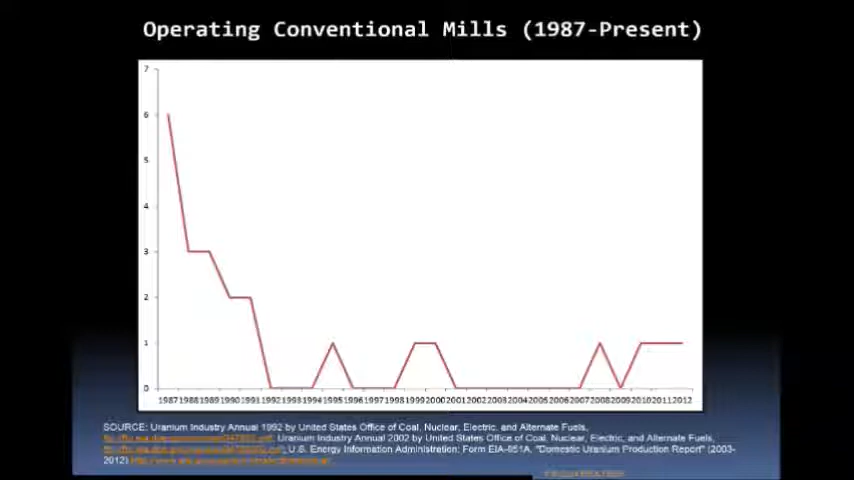 Operating Conventional Mills (1987-Present)
7
6
5
4
3
2
1
0
1987 1988 1989 1990 1991 1992 1993 1994 1995 1996 1997 1998 1999 2000 2001 2002 2003 2004 2005 2006 2007 2008 2009 2010 2011 2012
SOURCE: Uranium Industry Annual 1992 by United States Office of Coal, Nuclear, Electric, and Alternate Fuels,
Uranium Industry Annual 2002 by United States Office of Coal, Nuclear, Electric, and Alternate Fuels,
U.S. Energy Information Administration: Form EIA-851A, "Domestic Uranium Production Report" (2003-
2012)